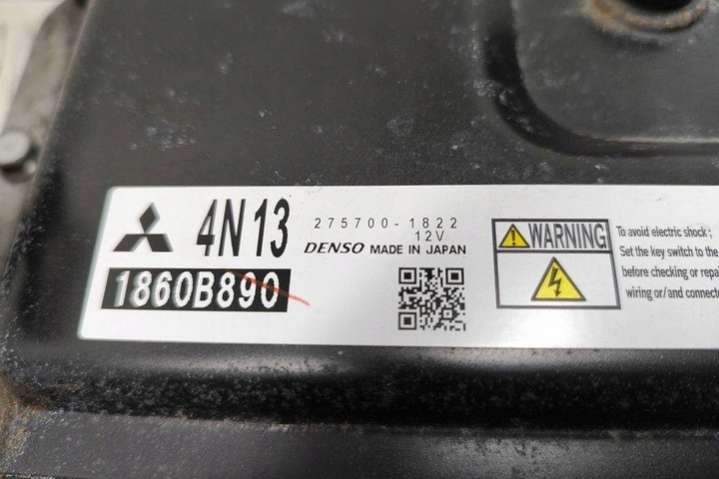 4N13
1860B890
275700-1822
12V
DENSO MADE IN JAPAN
WARNING
To avoid electric shock ;
Set the key switch to the
before checking or repa
wiring or/and connect